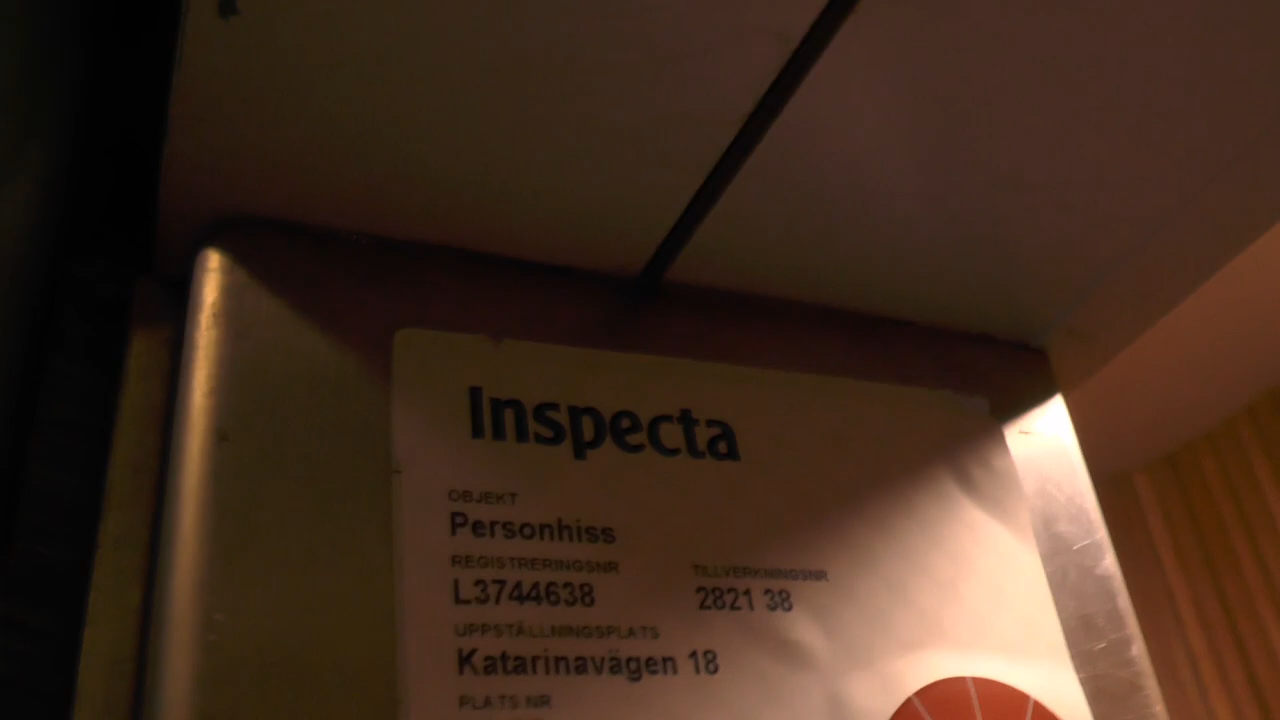 Inspecta
OBJEKT
Personhiss
REGISTRERINGSNR TILLVERKNINGSNR
L3744638 2821 38
UPPSTÄLLNINGSPLATS
Katarinavägen 18
PLATS NR